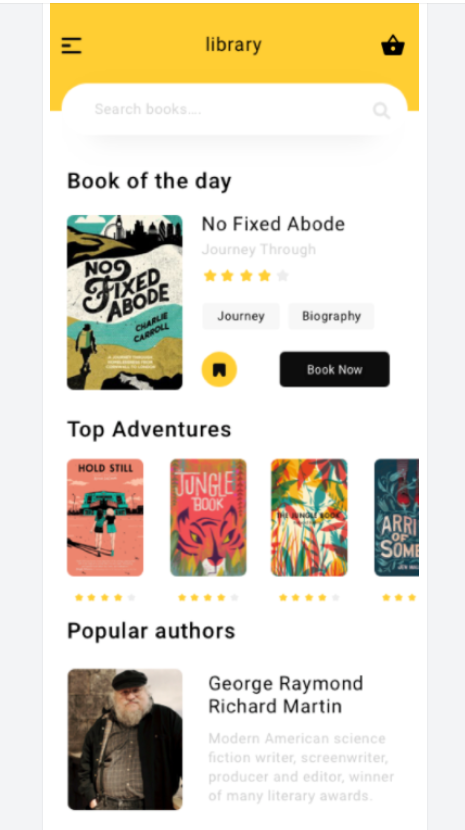 library
Search books....
Book of the day
No Fixed Abode
Journey Through
NO
FIXED
ABODE
CHARLIE
CARROLL
Journey
Biography
Book Now
Top Adventures
HOLD STILL
JUNGLE
BOOK
JUNGLE BOOK
ARRI
OF
SOME
Popular authors
George Raymond
Richard Martin
Modern American science
fiction writer, screenwriter,
producer and editor, winner
of many literary awards.